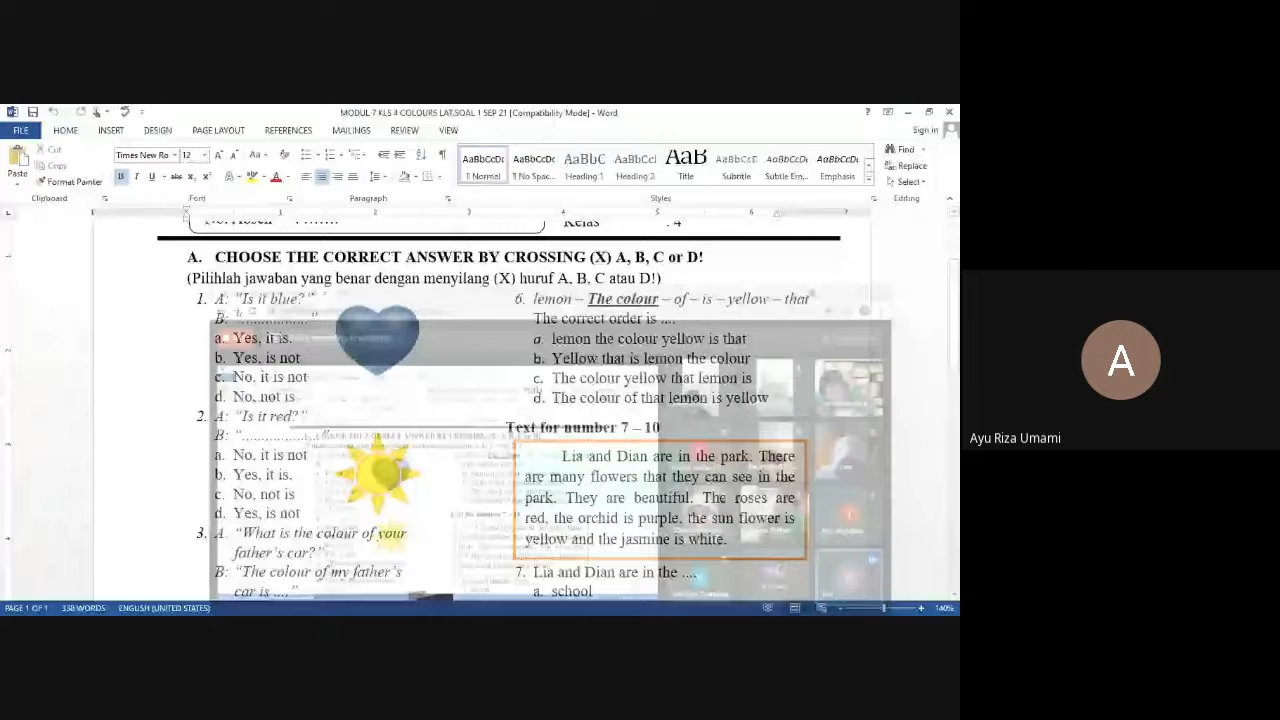 MODUL 7 KLS 4 COLOURS LAT.SOAL 1 SEP 21 [Compatibility Mode] - Word
FILE HOME INSERT DESIGN PAGE LAYOUT REFERENCES MAILINGS REVIEW VIEW Sign in
Paste Cut Copy Format Painter
Times New Ro 12
AaBbCcDc AaBbCcDc AaBbC AaBbCcI AaB AaBbCcC AaBbCcDc AaBbCcDc
¶ Normal ¶ No Spac... Heading 1 Heading 2 Title Subtitle Subtle Em... Emphasis
Find Replace Select
Clipboard Font Paragraph Styles Editing
Kelas : 4
A. CHOOSE THE CORRECT ANSWER BY CROSSING (X) A, B, C or D!
(Pilihlah jawaban yang benar dengan menyilang (X) huruf A, B, C atau D!)
1. A: "Is it blue?"
B: "..................."
a. Yes, it is.
b. Yes, is not
c. No, it is not
d. No, not is
2. A: "Is it red?"
B: "....................."
a. No, it is not
b. Yes, it is.
c. No, not is
d. Yes, is not
3. A. "What is the colour of your
father's car?"
B: "The colour of my father's
car is ...."
6. lemon – The colour – of – is – yellow – that
The correct order is ....
a. lemon the colour yellow is that
b. Yellow that is lemon the colour
c. The colour yellow that lemon is
d. The colour of that lemon is yellow
Text for number 7 – 10
Lia and Dian are in the park. There
are many flowers that they can see in the
park. They are beautiful. The roses are
red, the orchid is purple, the sun flower is
yellow and the jasmine is white.
7. Lia and Dian are in the ....
a. school
PAGE 1 OF 1 338 WORDS ENGLISH (UNITED STATES) 140%
A
Ayu Riza Umami